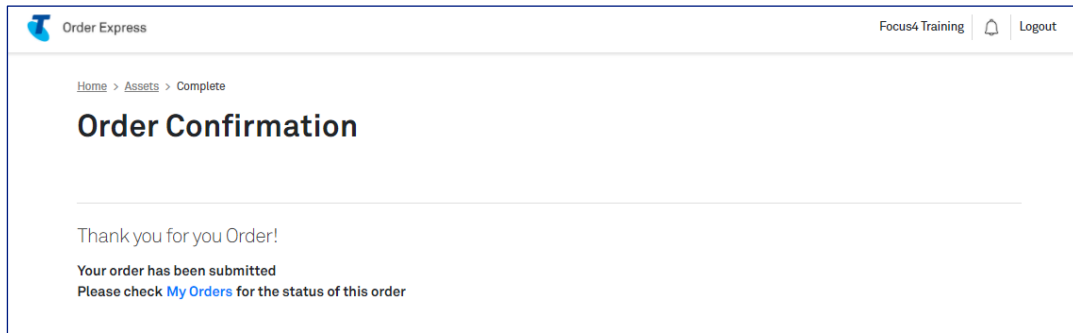 Order Express
Focus4 Training
Logout
Home > Assets > Complete
Order Confirmation
Thank you for you Order!
Your order has been submitted
Please check My Orders for the status of this order